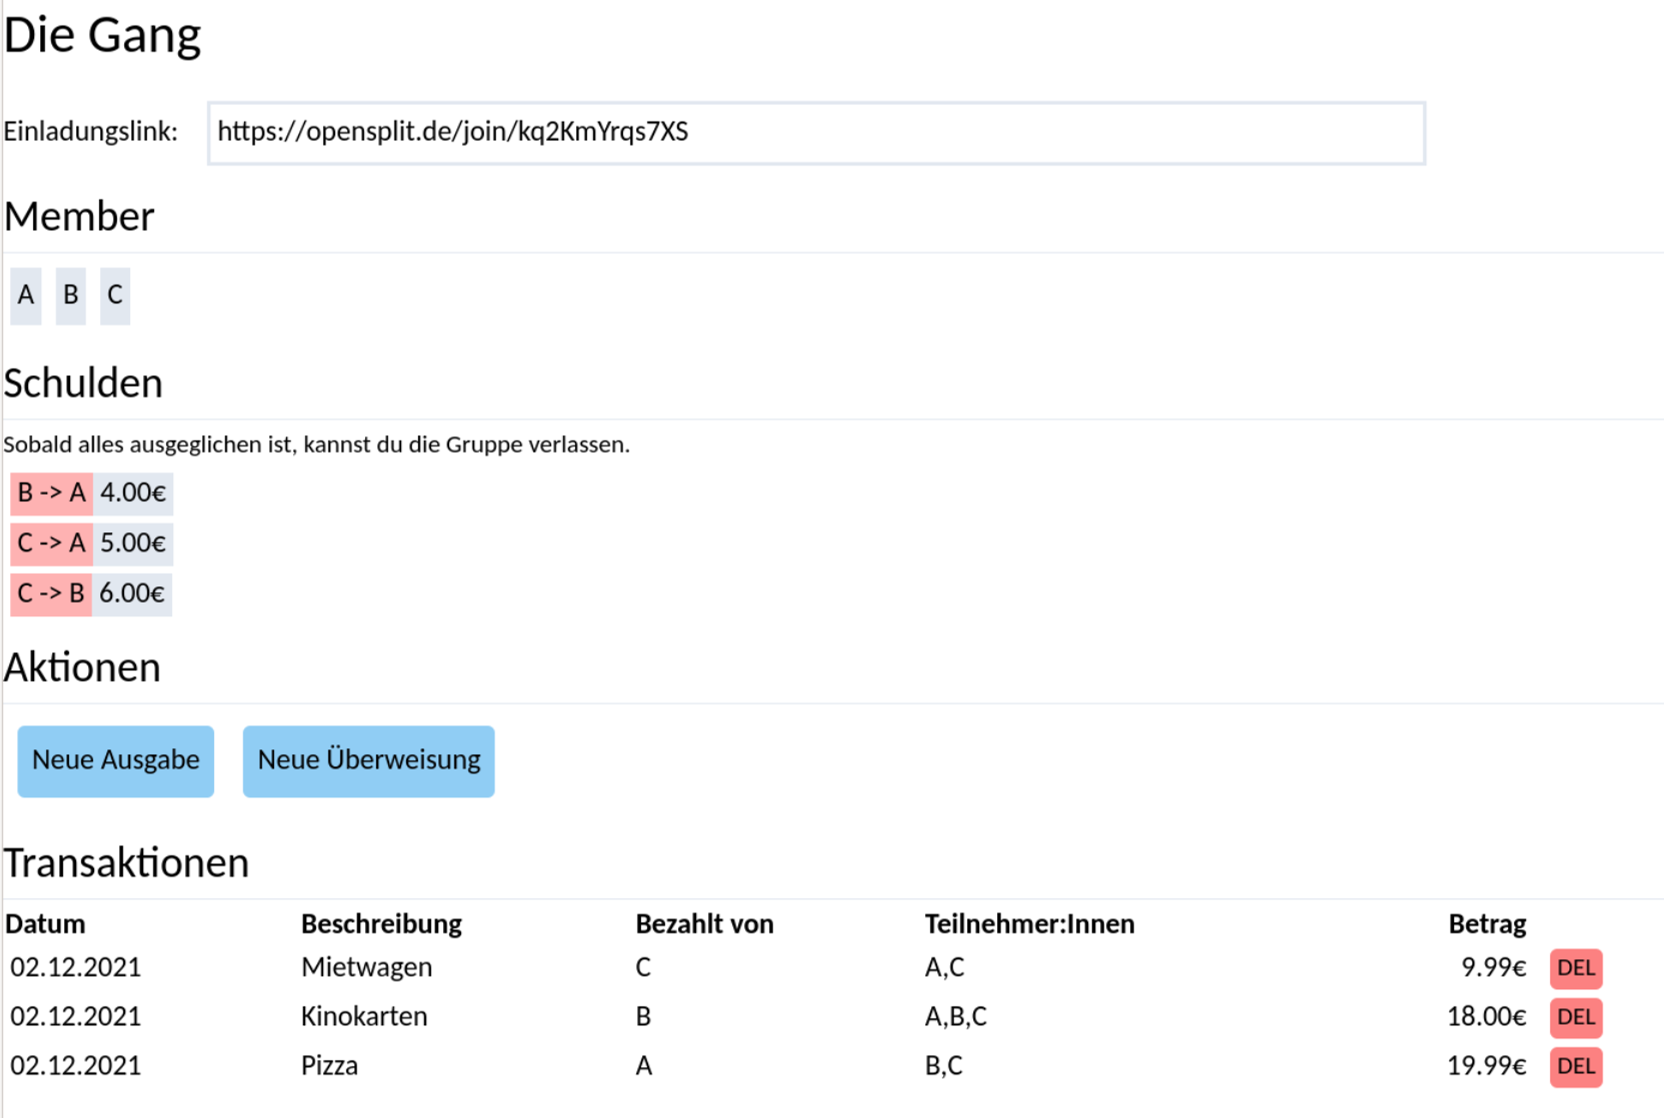 Die Gang
Einladungslink: https://opensplit.de/join/kq2KmYrqs7XS
Member
A B C
Schulden
Sobald alles ausgeglichen ist, kannst du die Gruppe verlassen.
B -> A 4.00€
C -> A 5.00€
C -> B 6.00€
Aktionen
Neue Ausgabe Neue Überweisung
Transaktionen
Datum Beschreibung Bezahlt von Teilnehmer:Innen Betrag
02.12.2021 Mietwagen C A,C 9.99€ DEL
02.12.2021 Kinokarten B A,B,C 18.00€ DEL
02.12.2021 Pizza A B,C 19.99€ DEL